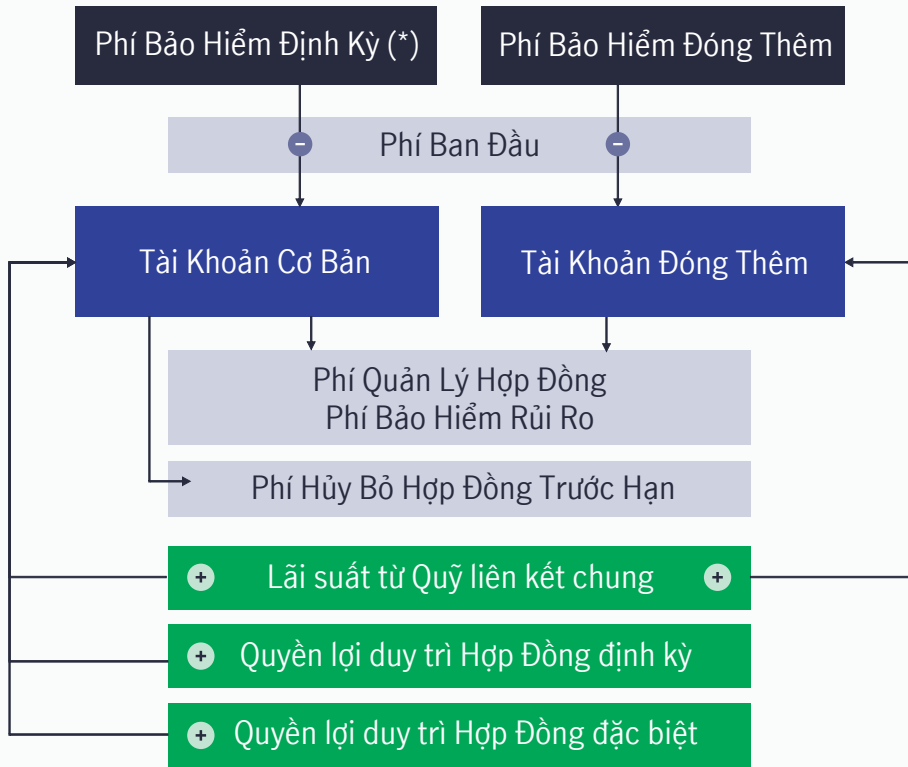 Phí Bảo Hiểm Định Kỳ (*)
Phí Bảo Hiểm Đóng Thêm
Phí Ban Đầu
Tài Khoản Cơ Bản
Tài Khoản Đóng Thêm
Phí Quản Lý Hợp Đồng
Phí Bảo Hiểm Rủi Ro
Phí Hủy Bỏ Hợp Đồng Trước Hạn
Lãi suất từ Quỹ liên kết chung
Quyền lợi duy trì Hợp Đồng định kỳ
Quyền lợi duy trì Hợp Đồng đặc biệt